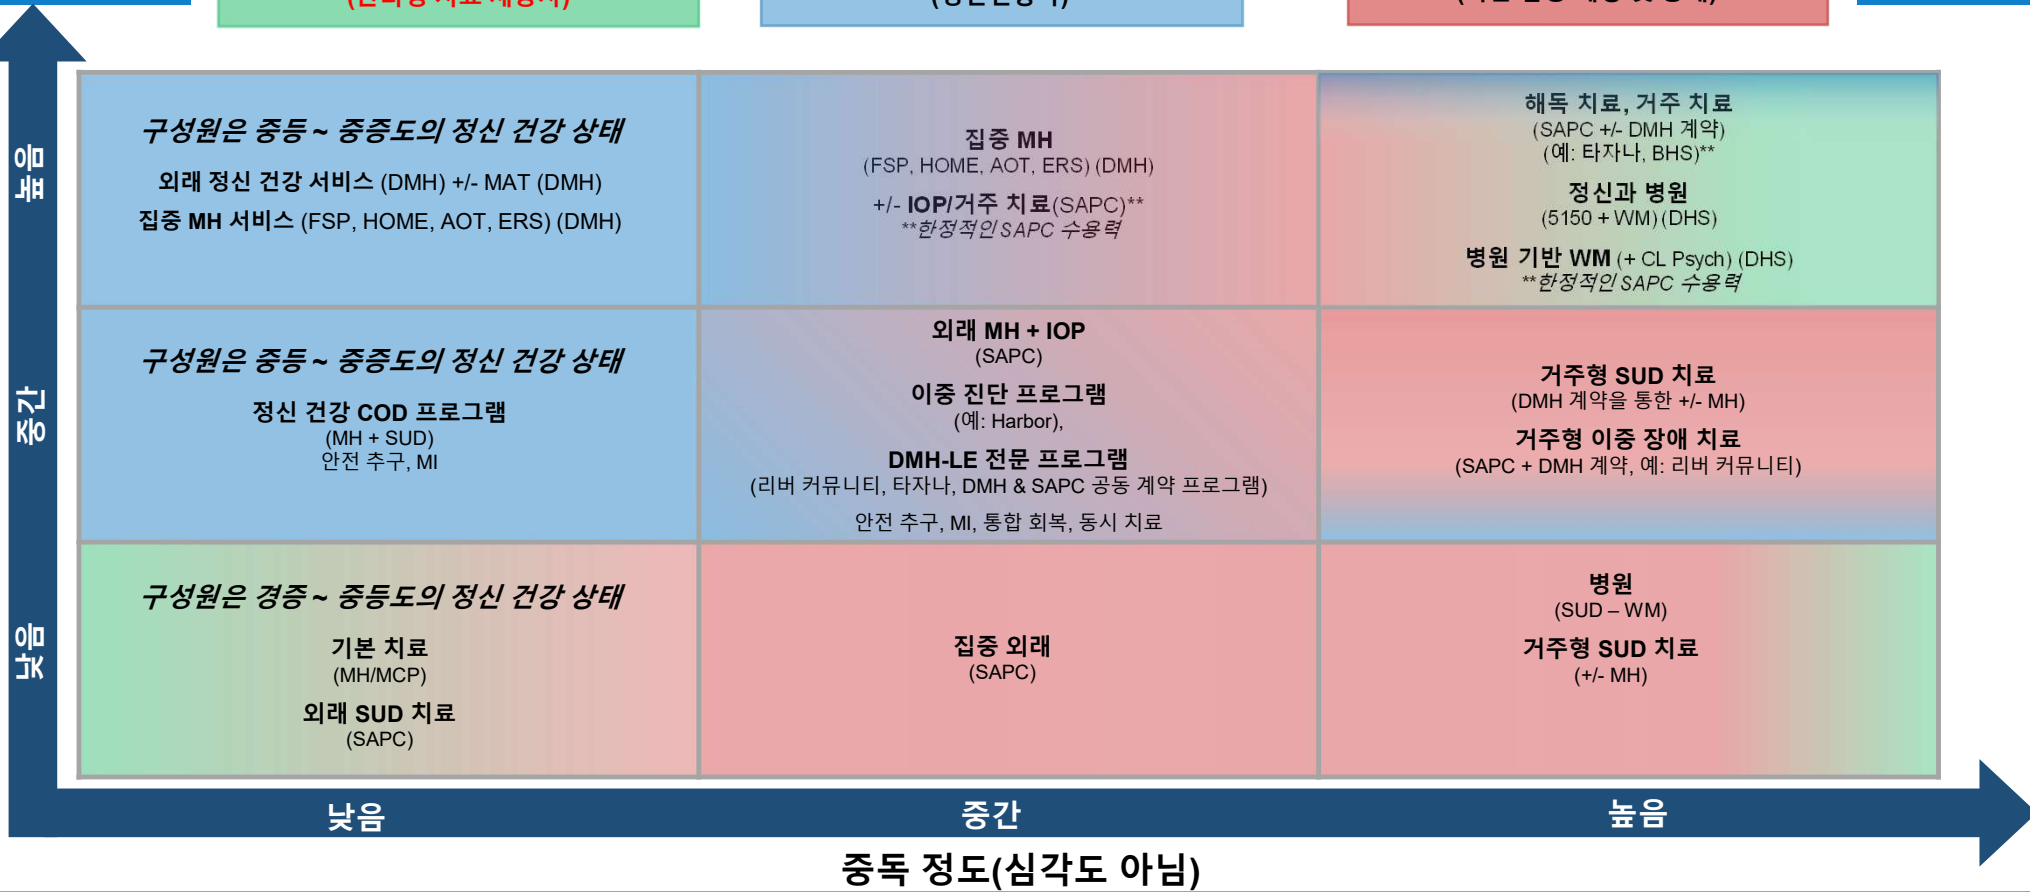 높음
구성원은 중등 ~ 중증도의 정신 건강 상태
외래 정신 건강 서비스 (DMH) +/- MAT (DMH)
집중 MH 서비스 (FSP, HOME, AOT, ERS) (DMH)
집중 MH
(FSP, HOME, AOT, ERS) (DMH)
+/- IOP/거주 치료(SAPC)**
**한정적인 SAPC 수용력
해독 치료, 거주 치료
(SAPC +/- DMH 계약)
(예: 타자나, BHS)**
정신과 병원
(5150 + WM) (DHS)
병원 기반 WM (+ CL Psych) (DHS)
**한정적인 SAPC 수용력
중간
구성원은 중등 ~ 중증도의 정신 건강 상태
정신 건강 COD 프로그램
(MH + SUD)
안전 추구, MI
외래 MH + IOP
(SAPC)
이중 진단 프로그램
(예: Harbor),
DMH-LE 전문 프로그램
(리버 커뮤니티, 타자나, DMH & SAPC 공동 계약 프로그램)
안전 추구, MI, 통합 회복, 동시 치료
거주형 SUD 치료
(DMH 계약을 통한 +/- MH)
거주형 이중 장애 치료
(SAPC + DMH 계약, 예: 리버 커뮤니티)
낮음
구성원은 경증 ~ 중등도의 정신 건강 상태
기본 치료
(MH/MCP)
외래 SUD 치료
(SAPC)
집중 외래
(SAPC)
병원
(SUD – WM)
거주형 SUD 치료
(+/- MH)
낮음
중간
높음
중독 정도(심각도 아님)